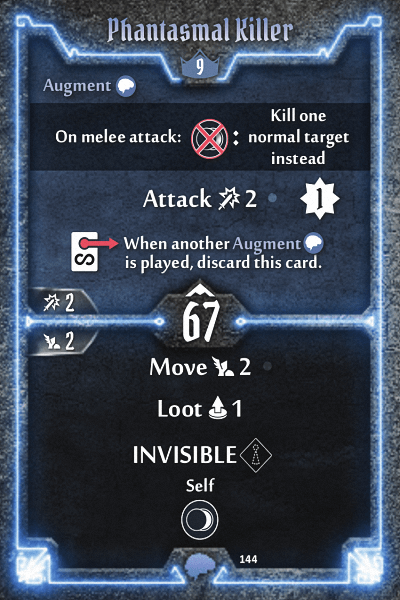 Phantasmal Killer
9
Augment
On melee attack:
:
Kill one
normal target
instead
Attack 2
1
When another Augment
is played, discard this card.
2
67
2
Move 2
Loot 1
INVISIBLE
Self
144